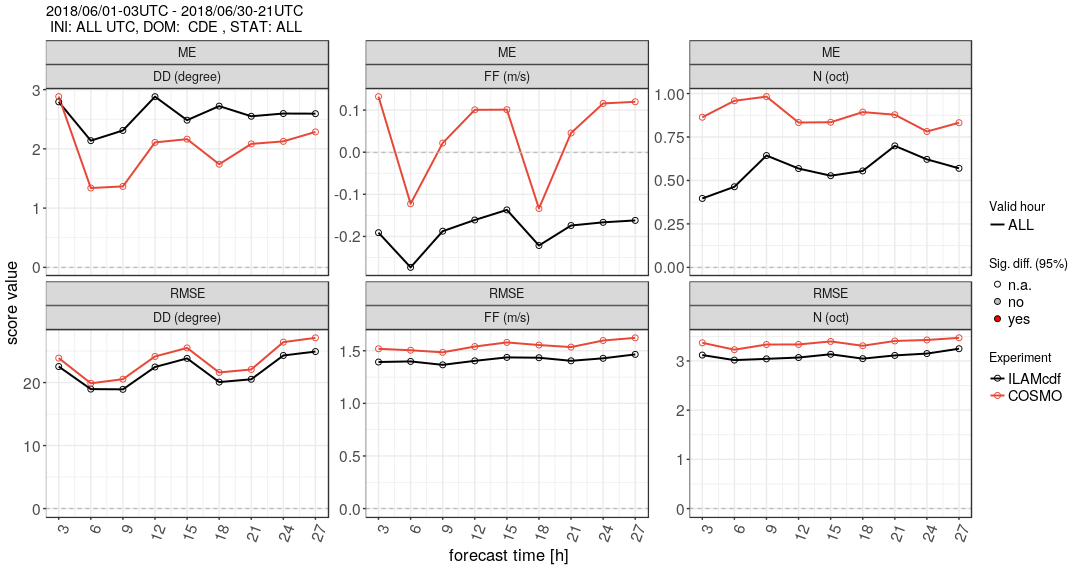 2018/06/01-03UTC - 2018/06/30-21UTC
INI: ALL UTC, DOM:  CDE , STAT: ALL
ME
ME
ME
DD (degree)
FF (m/s)
N (oct)
3
2
1
0
0.1
0.0
-0.1
-0.2
1.00
0.75
0.50
0.25
0.00
RMSE
RMSE
RMSE
DD (degree)
FF (m/s)
N (oct)
20
10
0
1.5
1.0
0.5
0.0
3
2
1
0
3 6 9 12 15 18 21 24 27
3 6 9 12 15 18 21 24 27
3 6 9 12 15 18 21 24 27
forecast time [h]
score value
Valid hour
ALL
Sig. diff. (95%)
n.a.
no
yes
Experiment
ILAMcdf
COSMO